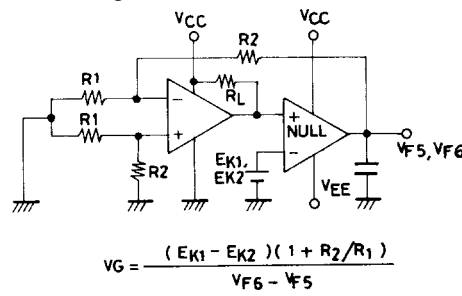 VCC
VCC
R2
R1
RL
R1
R2
EK1,
EK2
NULL
VEE
VF5, VF6
VG = (EK1 − EK2)(1 + R2/R1) / VF6 − VF5